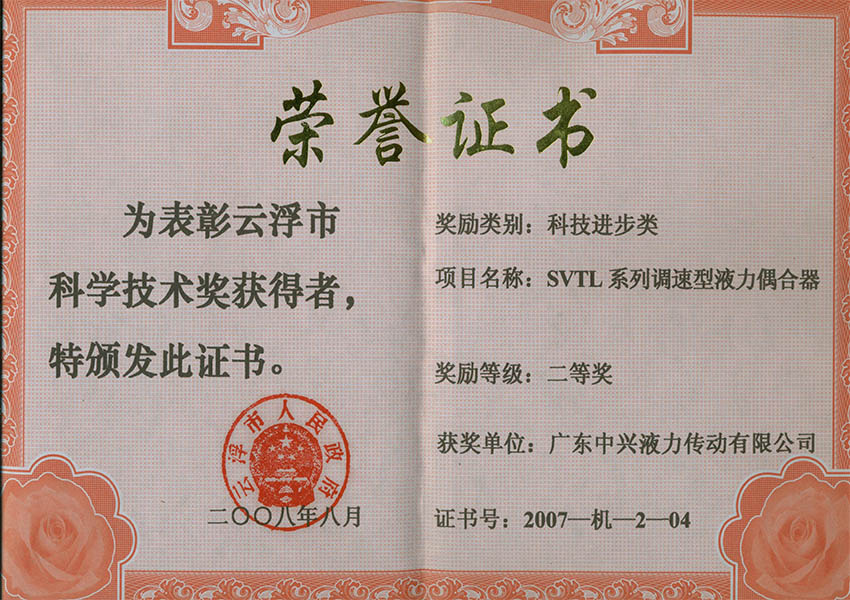 荣誉证书
为表彰云浮市
科学技术奖获得者，
特颁发此证书。
云浮市人民政府
二〇〇八年八月
奖励类别：科技进步类
项目名称：SVTL 系列调速型液力偶合器
奖励等级：二等奖
获奖单位：广东中兴液力传动有限公司
证书号：2007—机—2—04